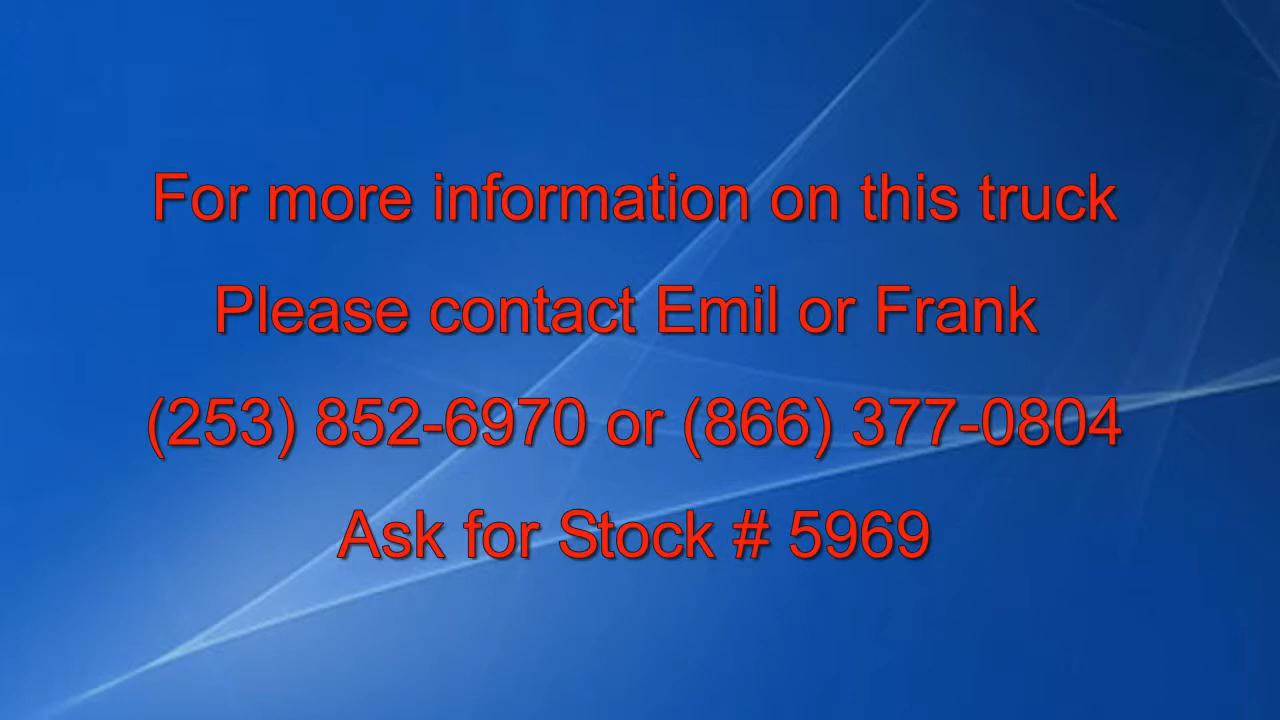 For more information on this truck
Please contact Emil or Frank
(253) 852-6970 or (866) 377-0804
Ask for Stock # 5969